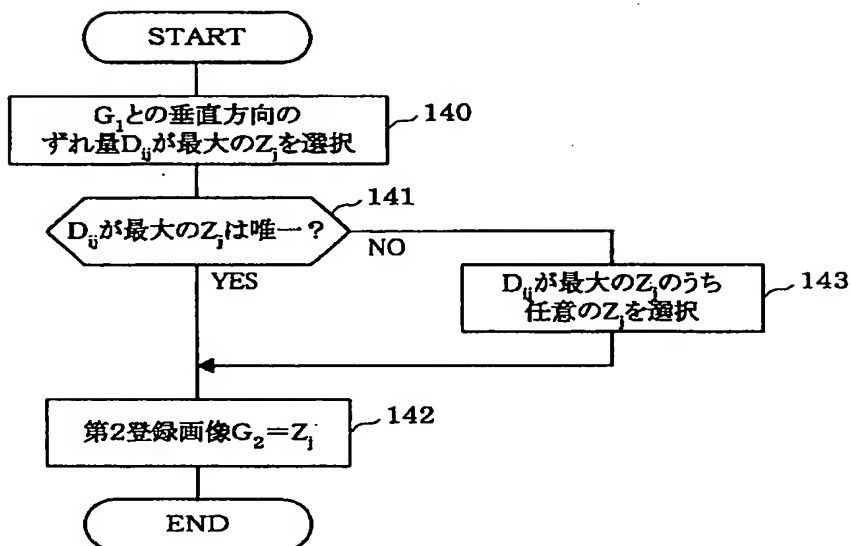 START
G₁との垂直方向の
ずれ量Dᵢⱼが最大のZⱼを選択
140
141
Dᵢⱼが最大のZⱼは唯一？
NO
YES
Dᵢⱼが最大のZⱼのうち
任意のZⱼを選択
143
第2登録画像G₂＝Zⱼ
142
END